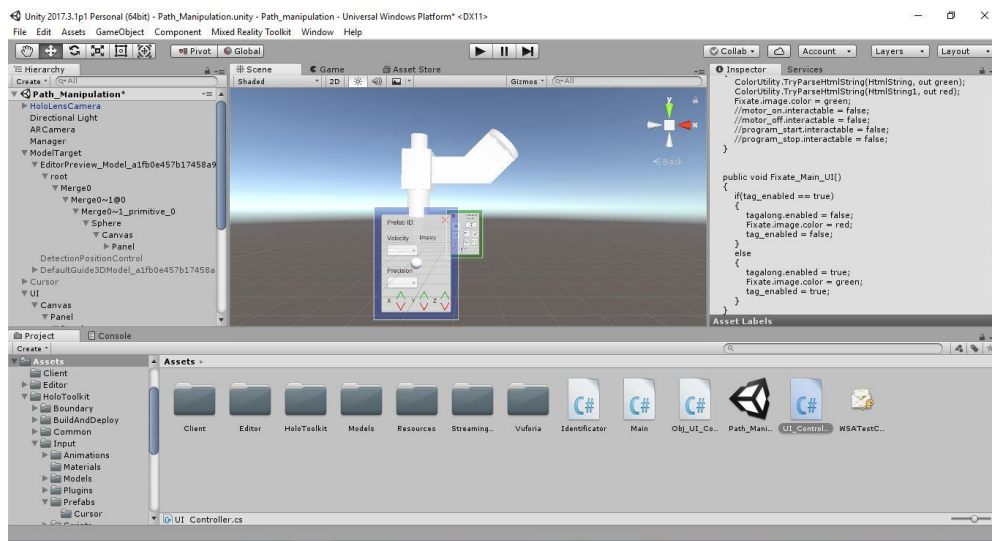 Unity 2017.3.1p1 Personal (64bit) - Path_Manipulation.unity - Path_manipulation - Universal Windows Platform* <DX11>
File Edit Assets GameObject Component Mixed Reality Toolkit Window Help
Pivot Global Collab Account Layers Layout
Hierarchy
Create Q▾All
Path_Manipulation*
HoloLensCamera
Directional Light
ARCamera
Manager
ModelTarget
EditorPreview_Model_a1fb0e457b17458a9
root
Merge0
Merge0~1@0
Merge0~1_primitive_0
Sphere
Canvas
Panel
DetectionPositionControl
DefaultGuide3DModel_a1fb0e457b17458a
Cursor
UI
Canvas
Panel
Scene Game Asset Store
Shaded 2D Gizmos Q▾All
y
x
Back
Prefab ID:
Velocity Display
Precision
X Y Z
Inspector Services
ColorUtility.TryParseHtmlString(HtmlString, out green);
ColorUtility.TryParseHtmlString(HtmlString1, out red);
Fixate.image.color = green;
//motor_on.interactable = false;
//motor_off.interactable = false;
//program_start.interactable = false;
//program_stop.interactable = false;
}
public void Fixate_Main_UI()
{
if(tag_enabled == true)
{
tagalong.enabled = false;
Fixate.image.color = red;
tag_enabled = false;
}
else
{
tagalong.enabled = true;
Fixate.image.color = green;
tag_enabled = true;
}
}
Asset Labels
Project Console
Create
Assets
Client
Editor
HoloToolkit
Boundary
BuildAndDeploy
Common
Input
Animations
Materials
Models
Plugins
Prefabs
Cursor
Scripts
Assets
C# C# C# C#
Client Editor HoloToolkit Models Resources Streaming... Vuforia Identificator Main Obj_UI_Co... Path_Mani... UI_Control... WSATestC...
UI_Controller.cs